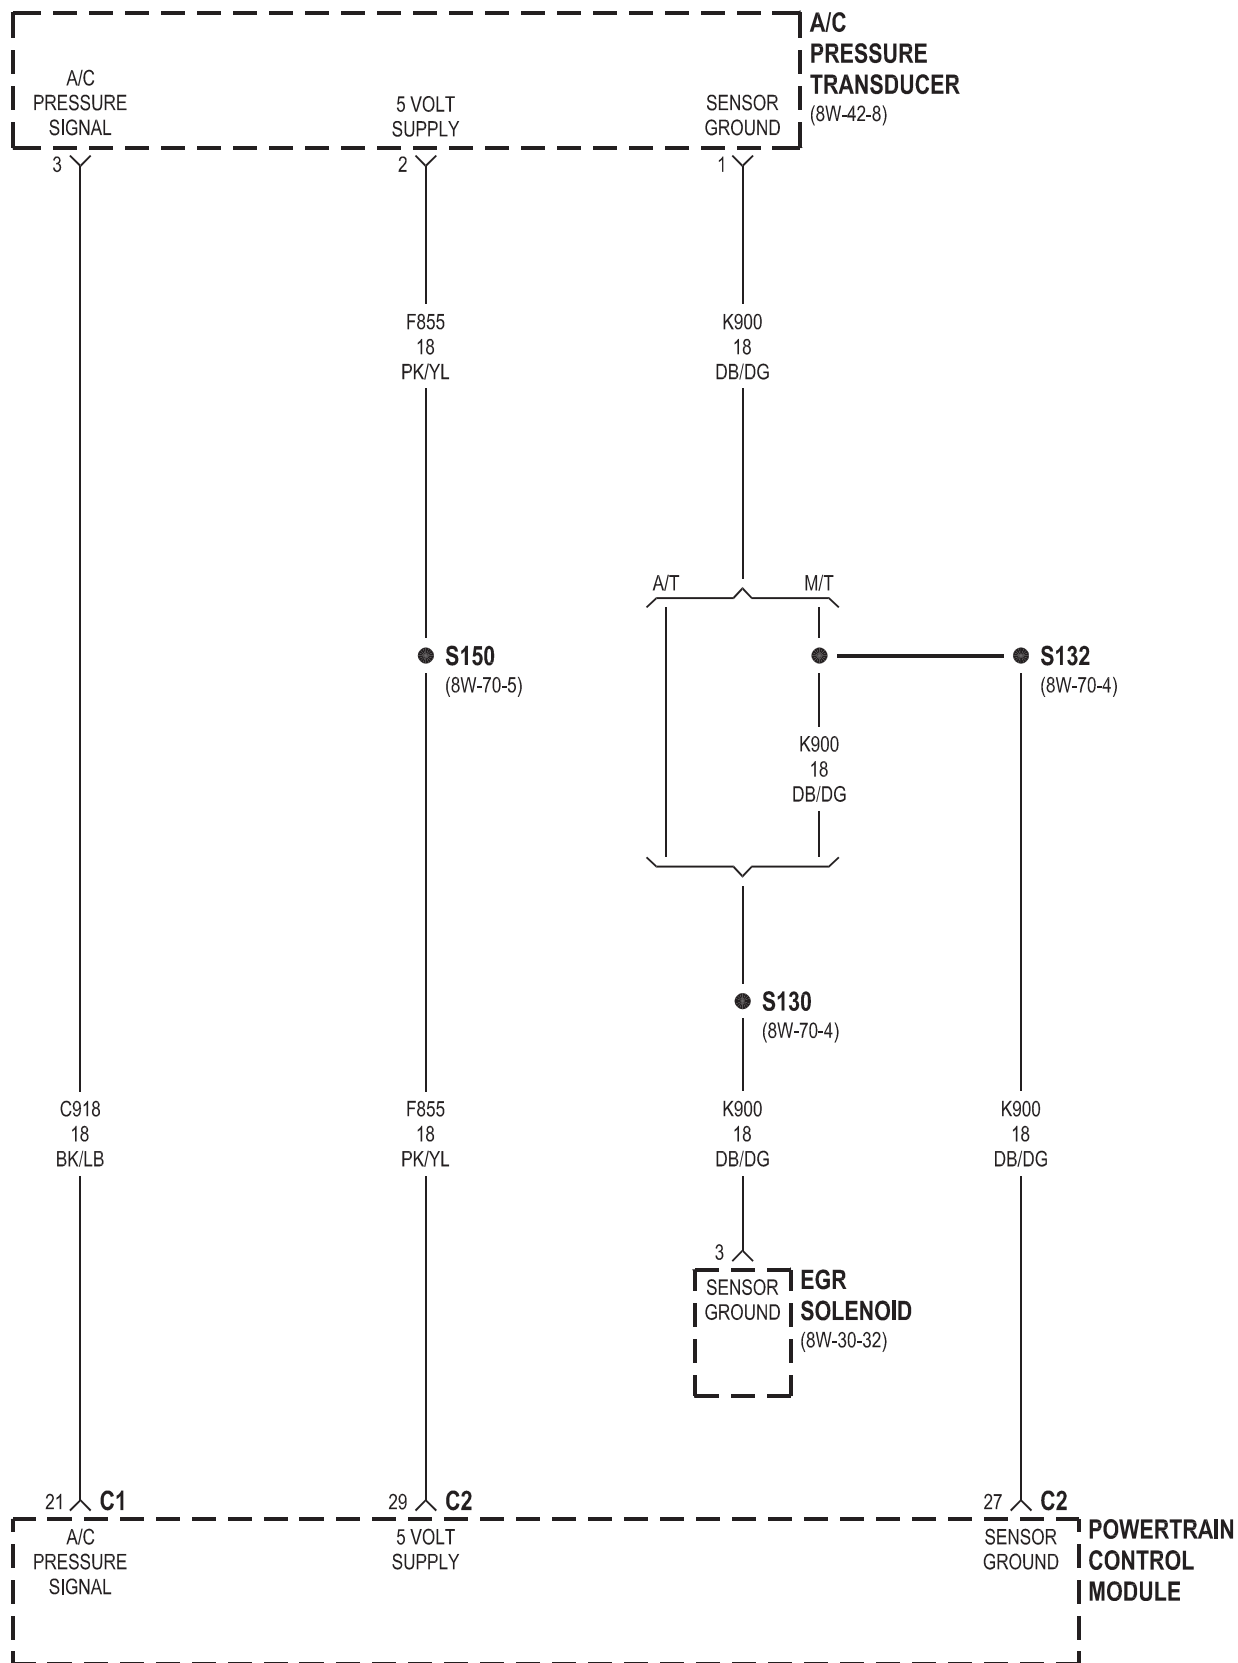 A/C
PRESSURE
TRANSDUCER
(8W-42-8)
A/C
PRESSURE
SIGNAL
5 VOLT
SUPPLY
SENSOR
GROUND
3
2
1
F855
18
PK/YL
K900
18
DB/DG
A/T
M/T
S150
(8W-70-5)
S132
(8W-70-4)
K900
18
DB/DG
S130
(8W-70-4)
C918
18
BK/LB
F855
18
PK/YL
K900
18
DB/DG
K900
18
DB/DG
3
SENSOR
GROUND
EGR
SOLENOID
(8W-30-32)
21 C1
29 C2
27 C2
A/C
PRESSURE
SIGNAL
5 VOLT
SUPPLY
SENSOR
GROUND
POWERTRAIN
CONTROL
MODULE